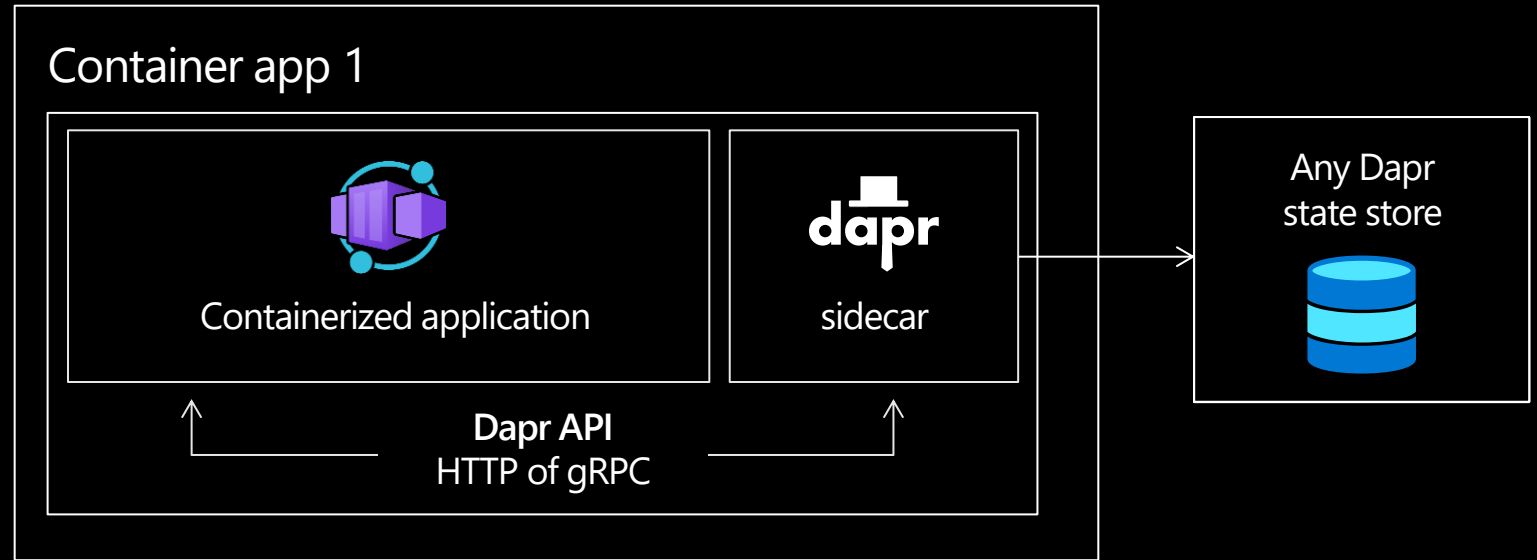 Container app 1
Containerized application
dapr
sidecar
Dapr API
HTTP of gRPC
Any Dapr
state store